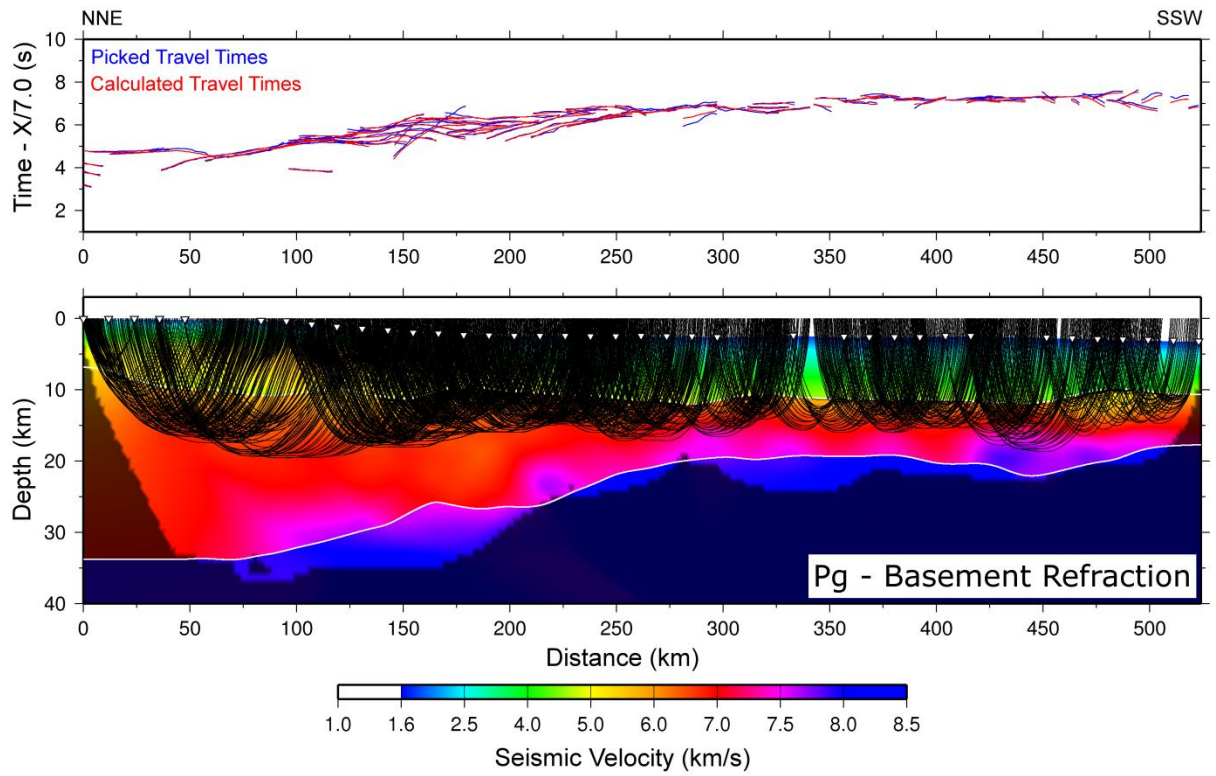 NNE SSW
10
8
6
4
2
Time - X/7.0 (s)
Picked Travel Times
Calculated Travel Times
0 50 100 150 200 250 300 350 400 450 500
0
10
20
30
40
Depth (km)
Pg - Basement Refraction
0 50 100 150 200 250 300 350 400 450 500
Distance (km)
1.0 1.6 2.5 4.0 5.0 6.0 7.0 7.5 8.0 8.5
Seismic Velocity (km/s)